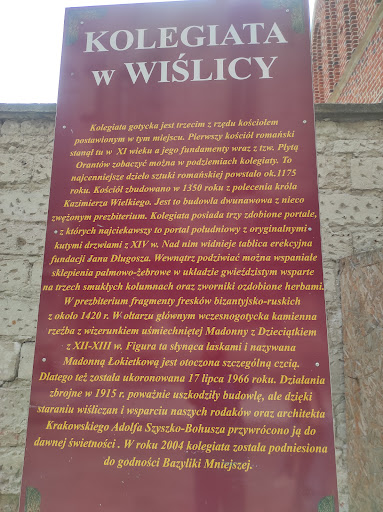 KOLEGIATA
w WIŚLICY
Kolegiata gotycka jest trzecim z rzędu kościołem
postawionym w tym miejscu. Pierwszy kościół romański
stanął tu w XI wieku a jego fundamenty wraz z tzw. Płytą
Orantów zobaczyć można w podziemiach kolegiaty. To
najcenniejsze dzieło sztuki romańskiej powstało ok.1175
roku. Kościół zbudowano w 1350 roku z polecenia króla
Kazimierza Wielkiego. Jest to budowla dwunawowa z nieco
zwężonym prezbiterium. Kolegiata posiada trzy zdobione portale,
z których najciekawszy to portal południowy z oryginalnymi
kutymi drzwiami z XIV w. Nad nim widnieje tablica erekcyjna
fundacji Jana Długosza. Wewnątrz podziwiać można wspaniałe
sklepienia palmowo-żebrowe w układzie gwieździstym wsparte
na trzech smukłych kolumnach oraz zworniki ozdobione herbami.
W prezbiterium fragmenty fresków bizantyjsko-ruskich
z około 1420 r. W ołtarzu głównym wczesnogotycka kamienna
rzeźba z wizerunkiem uśmiechniętej Madonny z Dzieciątkiem
z XII-XIII w. Figura ta słynąca łaskami i nazywana
Madonną Łokietkową jest otoczona szczególną czcią.
Dlatego też została ukoronowana 17 lipca 1966 roku. Działania
zbrojne w 1915 r. poważnie uszkodziły budowlę, ale dzięki
staraniu wiśliczan i wsparciu naszych rodaków oraz architekta
Krakowskiego Adolfa Szyszko-Bohusza przywrócono ją do
dawnej świetności . W roku 2004 kolegiata została podniesiona
do godności Bazyliki Mniejszej.